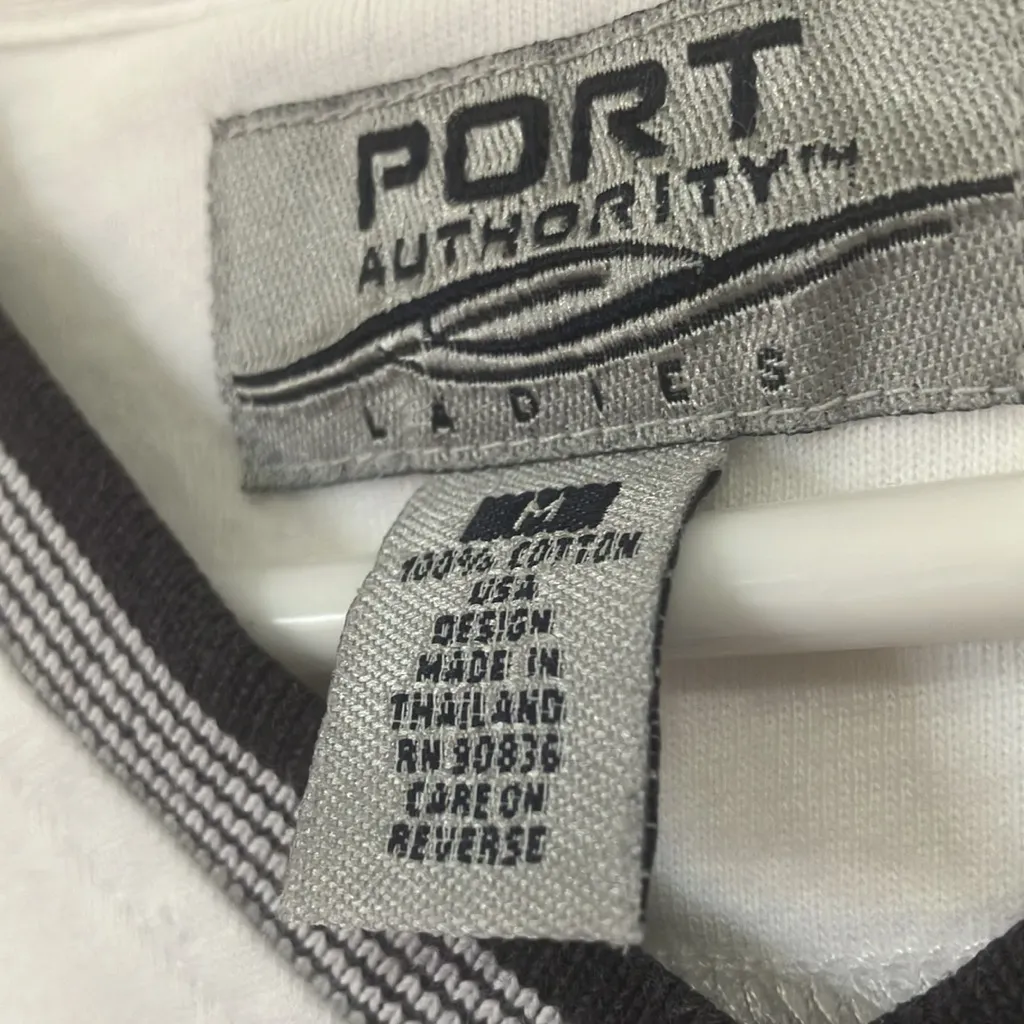 PORT
AUTHORITY™
LADIES
M
100% COTTON
USA
DESIGN
MADE IN
THAILAND
RN 90836
CARE ON
REVERSE